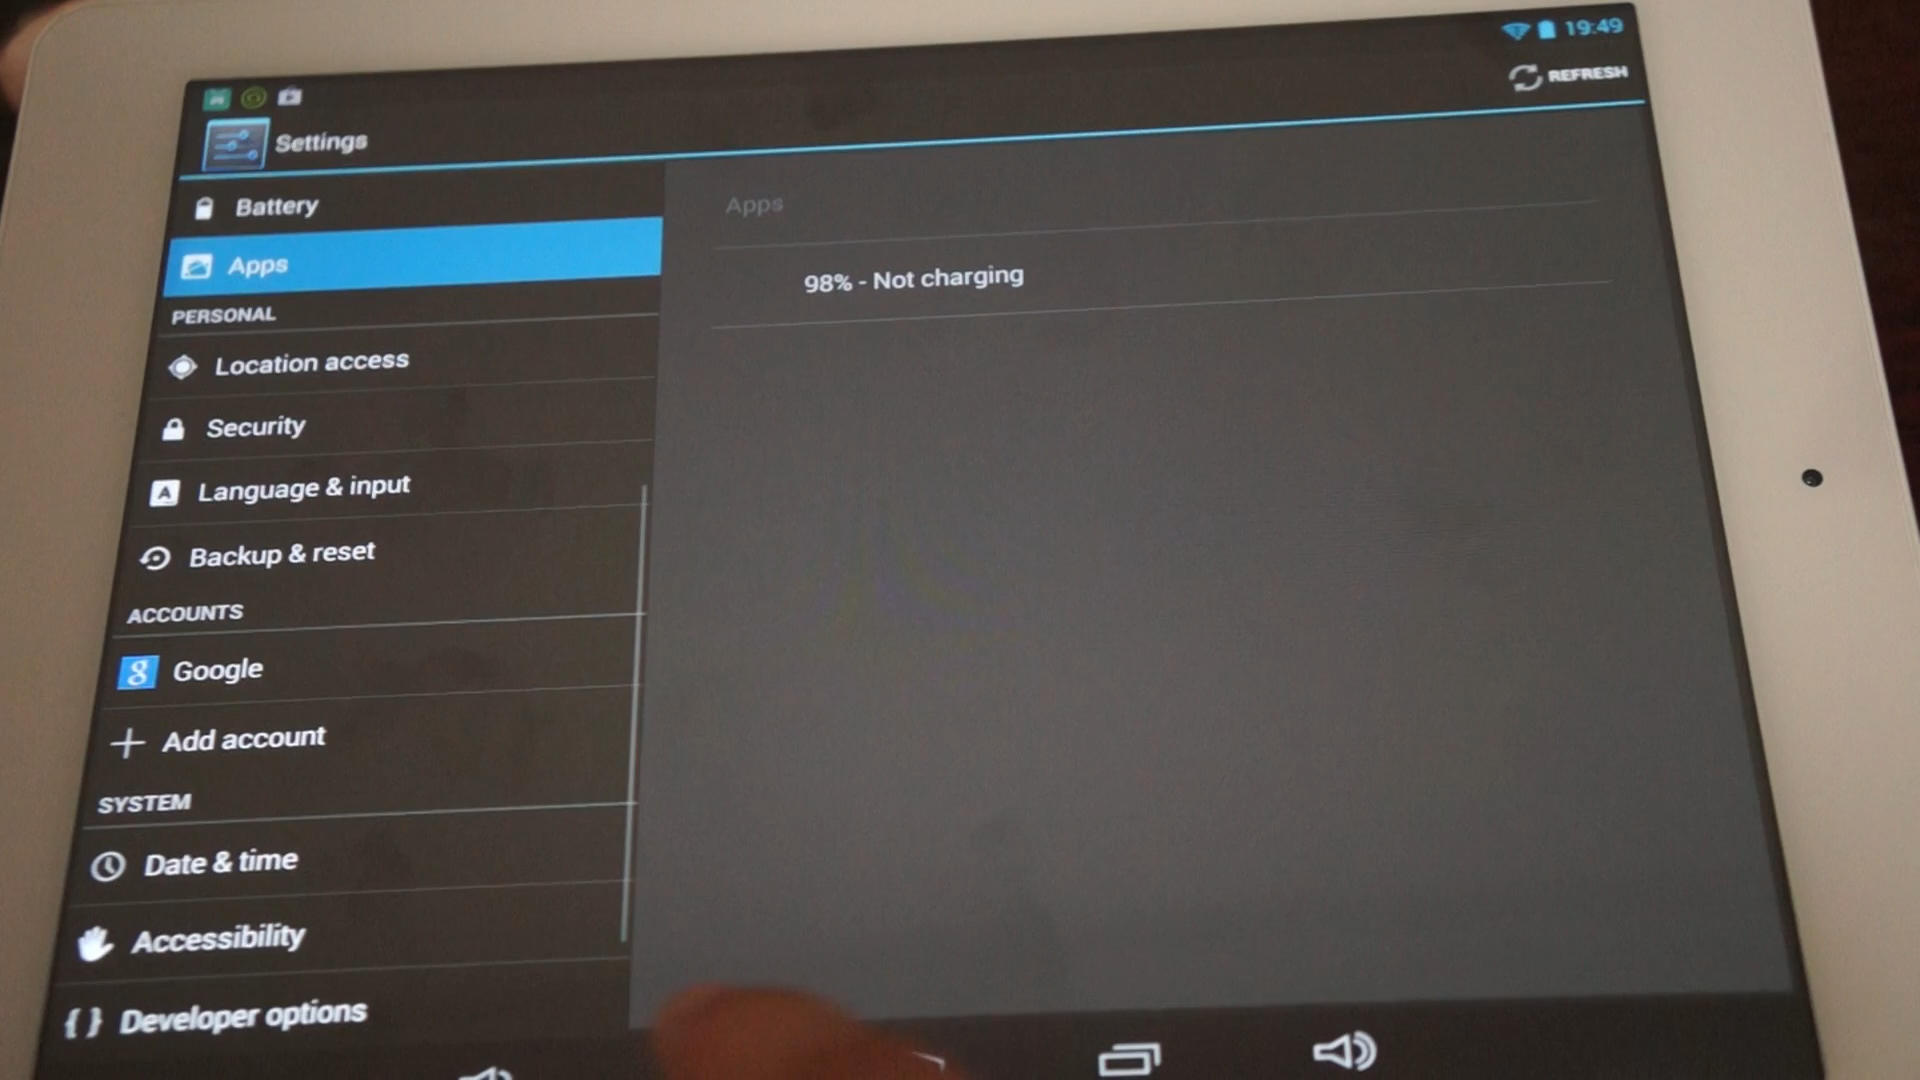 19:49
REFRESH
Settings
Battery
Apps
PERSONAL
Location access
Security
A Language & input
Backup & reset
ACCOUNTS
g Google
Add account
SYSTEM
Date & time
Accessibility
{ } Developer options
Apps
98% - Not charging